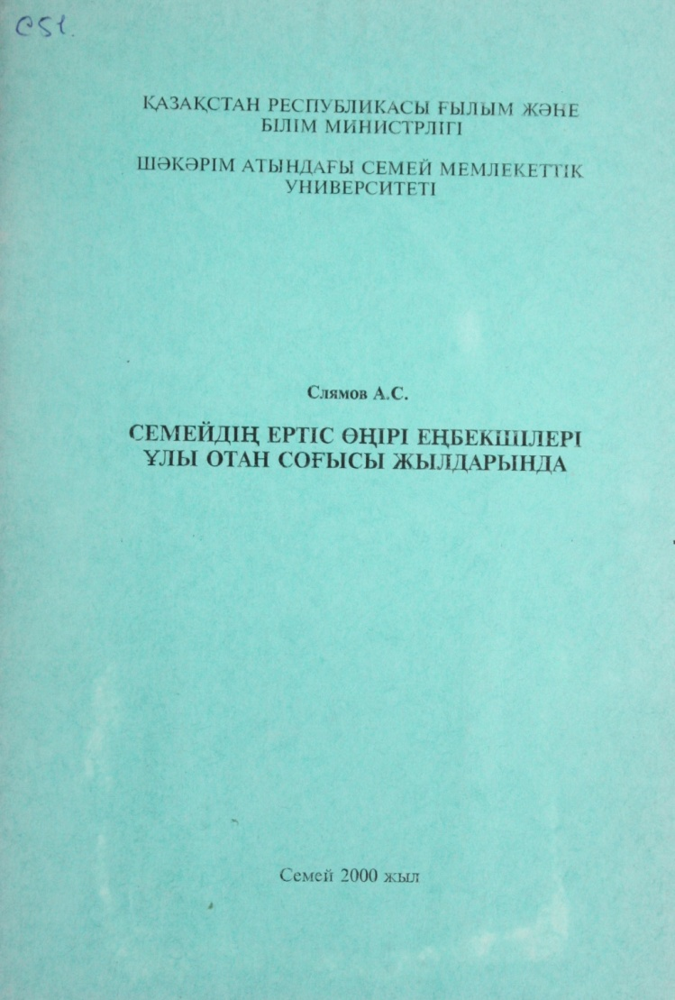 С51.
ҚАЗАҚСТАН РЕСПУБЛИКАСЫ ҒЫЛЫМ ЖӘНЕ
БІЛІМ МИНИСТРЛІГІ
ШӘКӘРІМ АТЫНДАҒЫ СЕМЕЙ МЕМЛЕКЕТТІК
УНИВЕРСИТЕТІ
Слямов А.С.
СЕМЕЙДІҢ ЕРТІС ӨҢІРІ ЕҢБЕКШІЛЕРІ
ҰЛЫ ОТАН СОҒЫСЫ ЖЫЛДАРЫНДА
Семей 2000 жыл